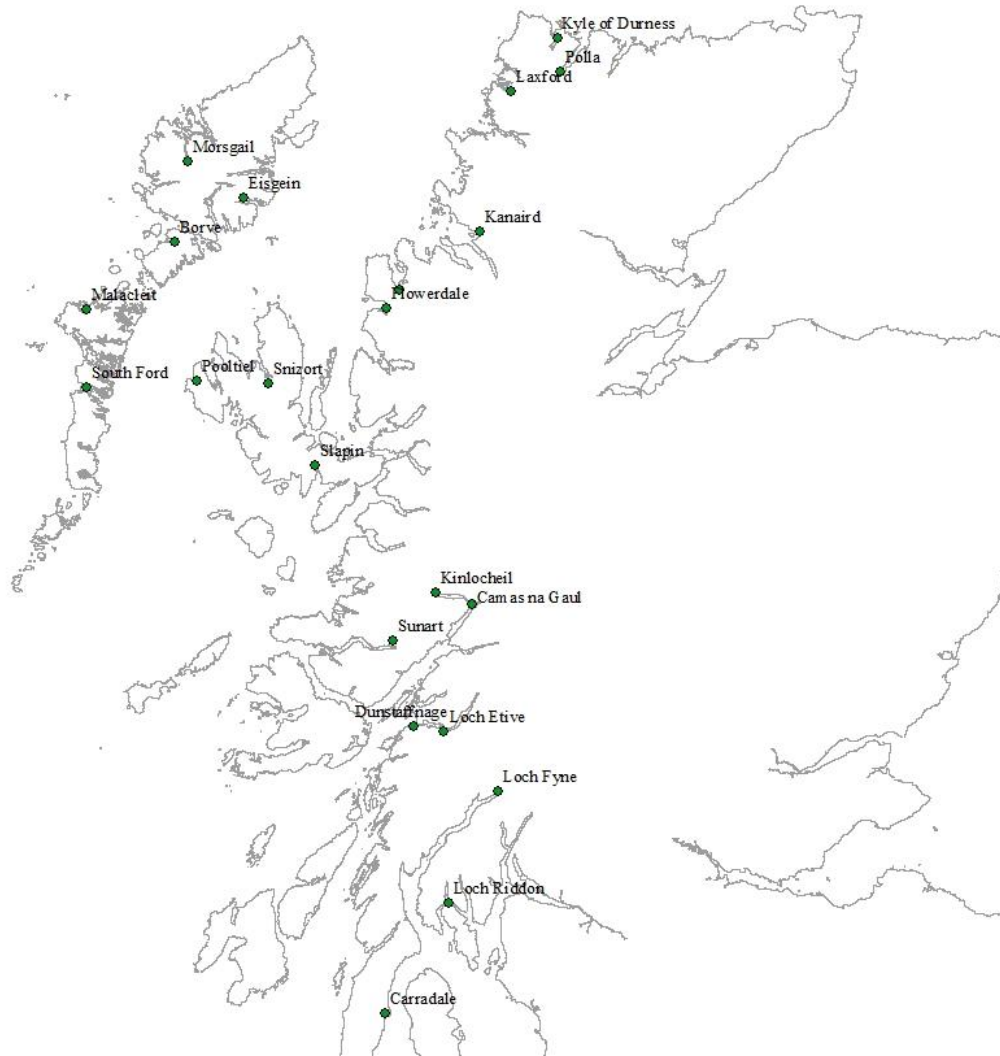 Kyle of Durness
Polla
Laxford
Morsgail
Eisgein
Kanaird
Borve
Malacleit
Flowerdale
Pooltiel
Snizort
South Ford
Slapin
Kinlocheil
Camas na Gaul
Sunart
Dunstaffnage
Loch Etive
Loch Fyne
Loch Riddon
Carradale